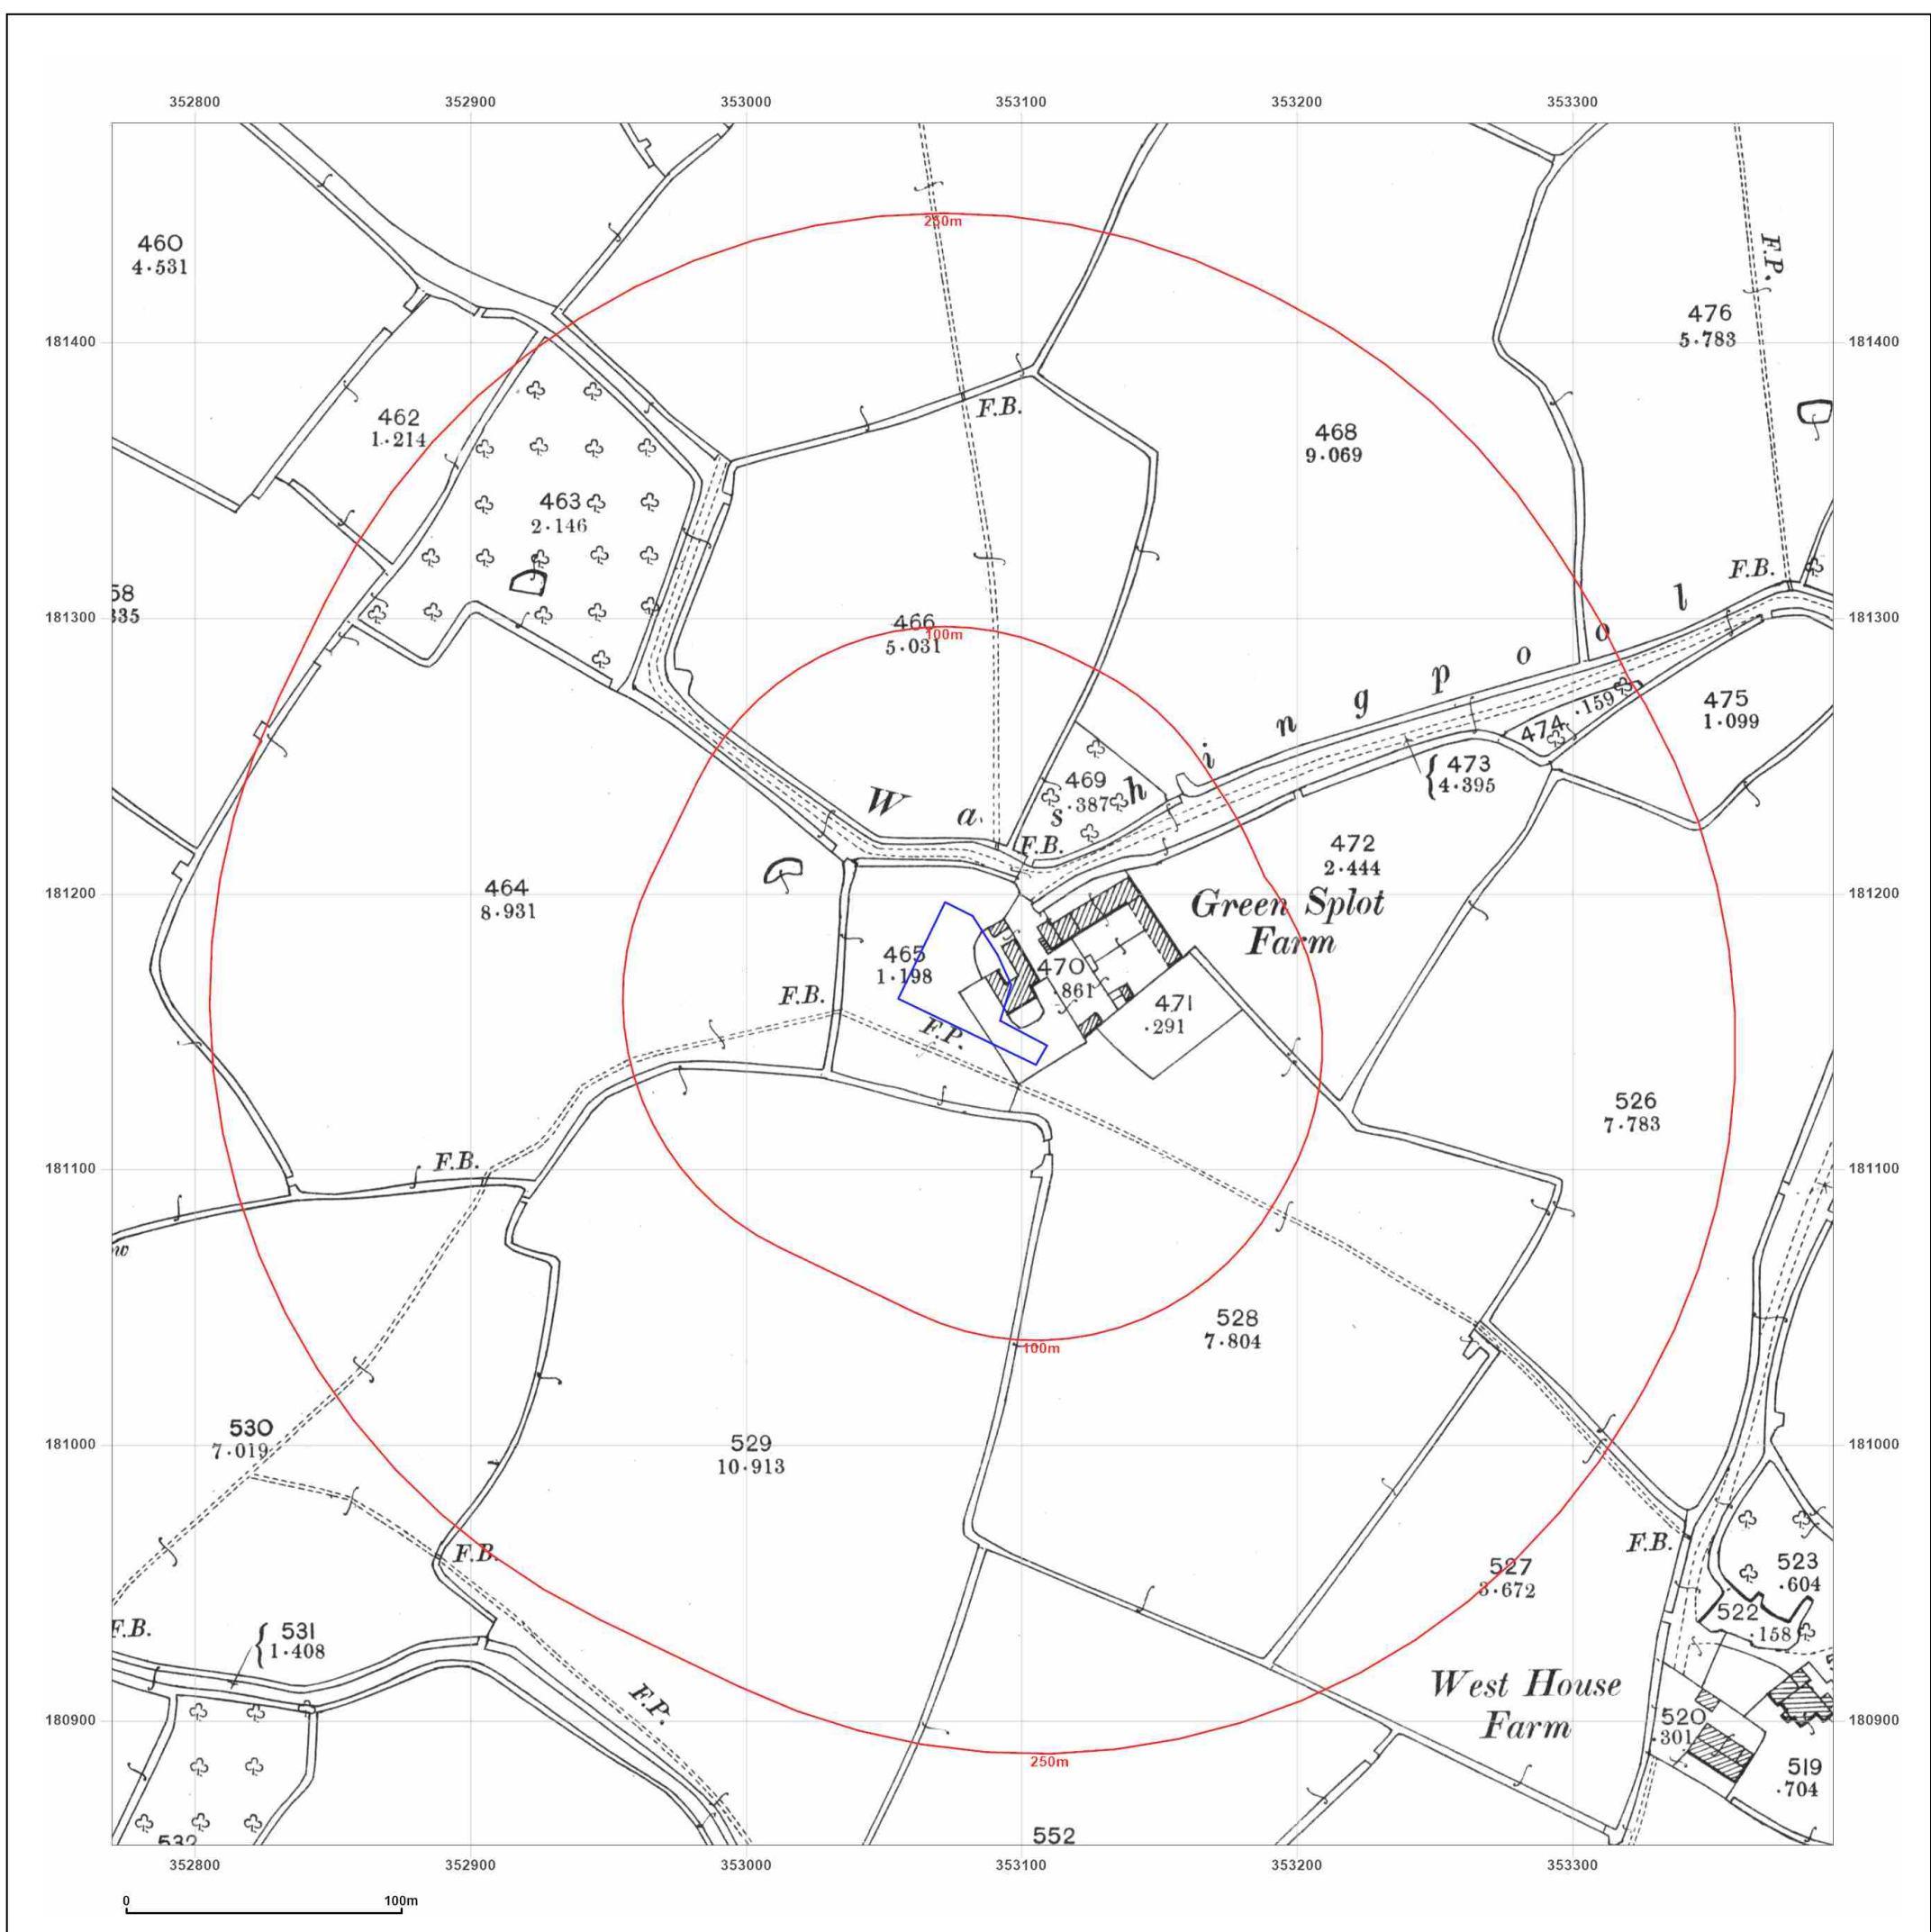 352800 352900 353000 353100 353200 353300
250m
460
4·531
F.P.
476
5·783
181400 181400
462
1·214
F.B.
468
9·069
463
2·146
F.B.
58
335
181300 181300
466
5·031
100m
W a s h i n g p o o l
475
1·099
474 ·159
469
·387
473
4·395
F.B.
472
2·444
464
8·931
181200 181200
Green Splot
Farm
465
1·198
470
·861
F.B.
471
·291
F.P.
526
7·783
F.B.
181100 181100
w
528
7·804
100m
530
7·019
529
10·913
181000 181000
F.B.
F.B.
527
3·672
523
·604
522
·158
F.B.
531
1·408
F.P.
West House
Farm
180900 180900
520
·301
250m
519
·704
532
552
352800 352900 353000 353100 353200 353300
0 100m